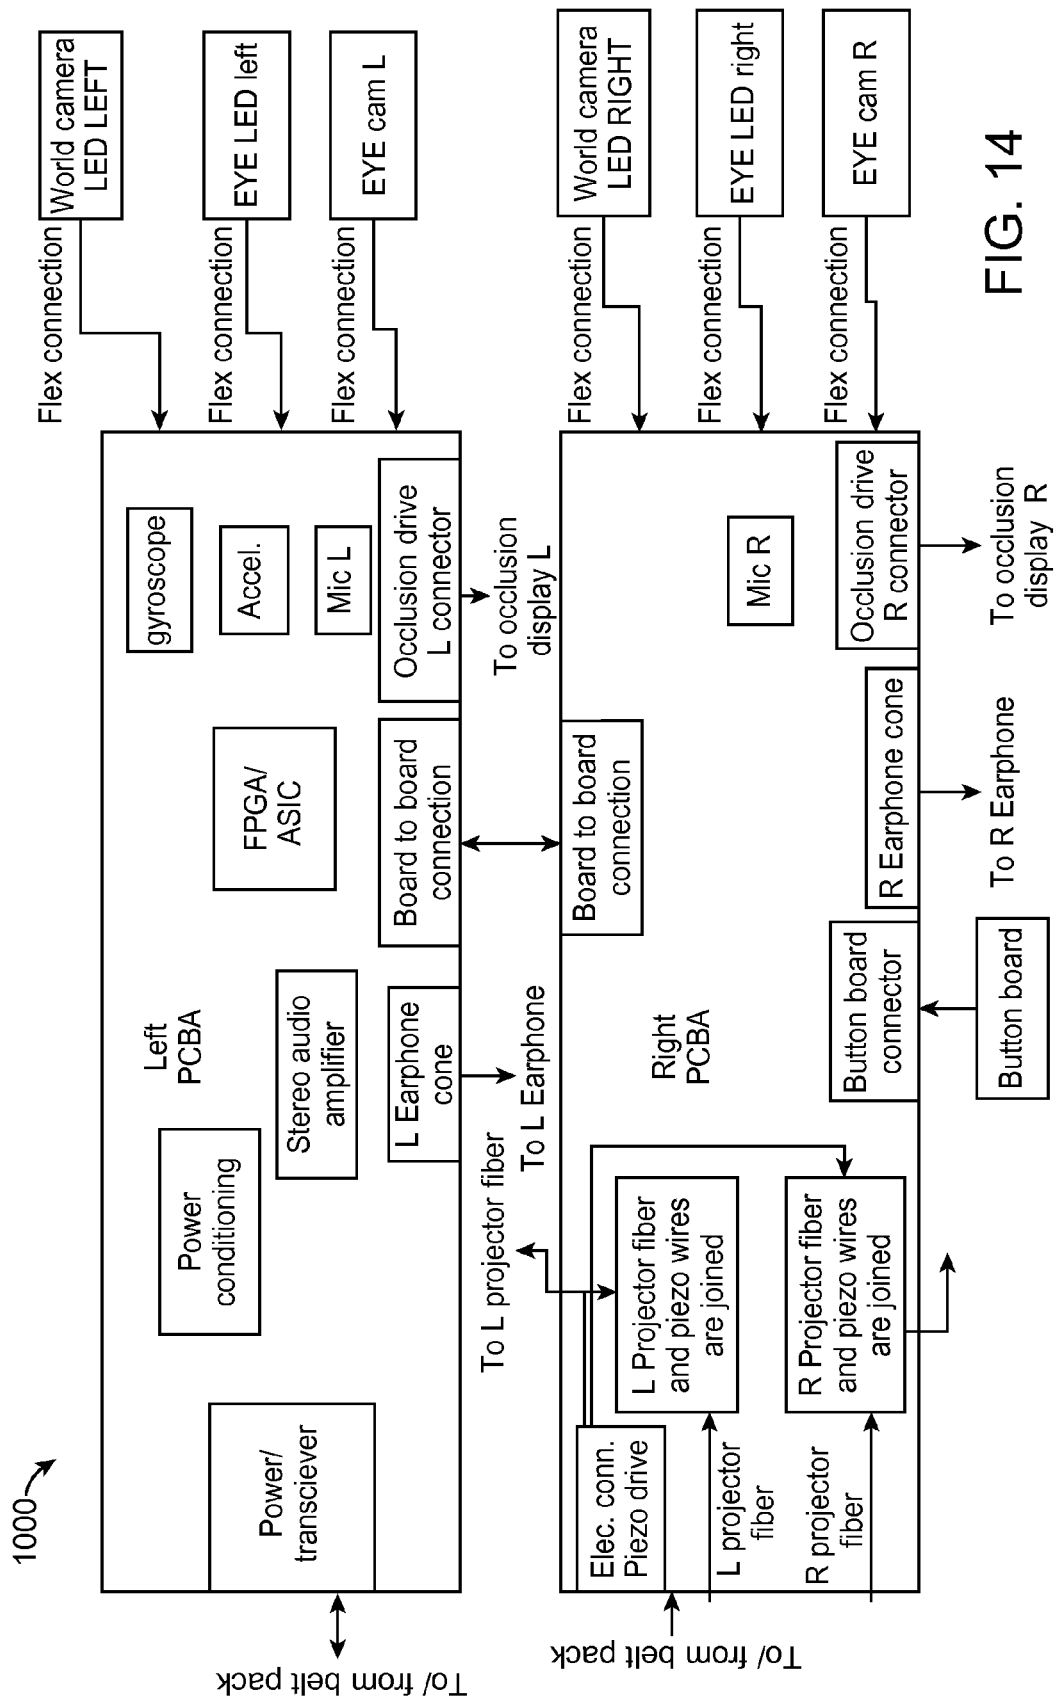 1000
To/ from belt pack
Power/
transciever
Power
conditioning
Left
PCBA
Stereo audio
amplifier
L Earphone
cone
FPGA/
ASIC
Board to board
connection
gyroscope
Accel.
Mic L
Occlusion drive
L connector
Flex connection
World camera
LED LEFT
Flex connection
EYE LED left
Flex connection
EYE cam L
To L projector fiber
To L Earphone
To occlusion
display L
To/ from belt pack
Elec. conn.
Piezo drive
L projector
fiber
R projector
fiber
L Projector fiber
and piezo wires
are joined
R Projector fiber
and piezo wires
are joined
Right
PCBA
Board to board
connection
Button board
connector
Button board
R Earphone cone
To R Earphone
Mic R
Occlusion drive
R connector
To occlusion
display R
Flex connection
World camera
LED RIGHT
Flex connection
EYE LED right
Flex connection
EYE cam R
FIG. 14